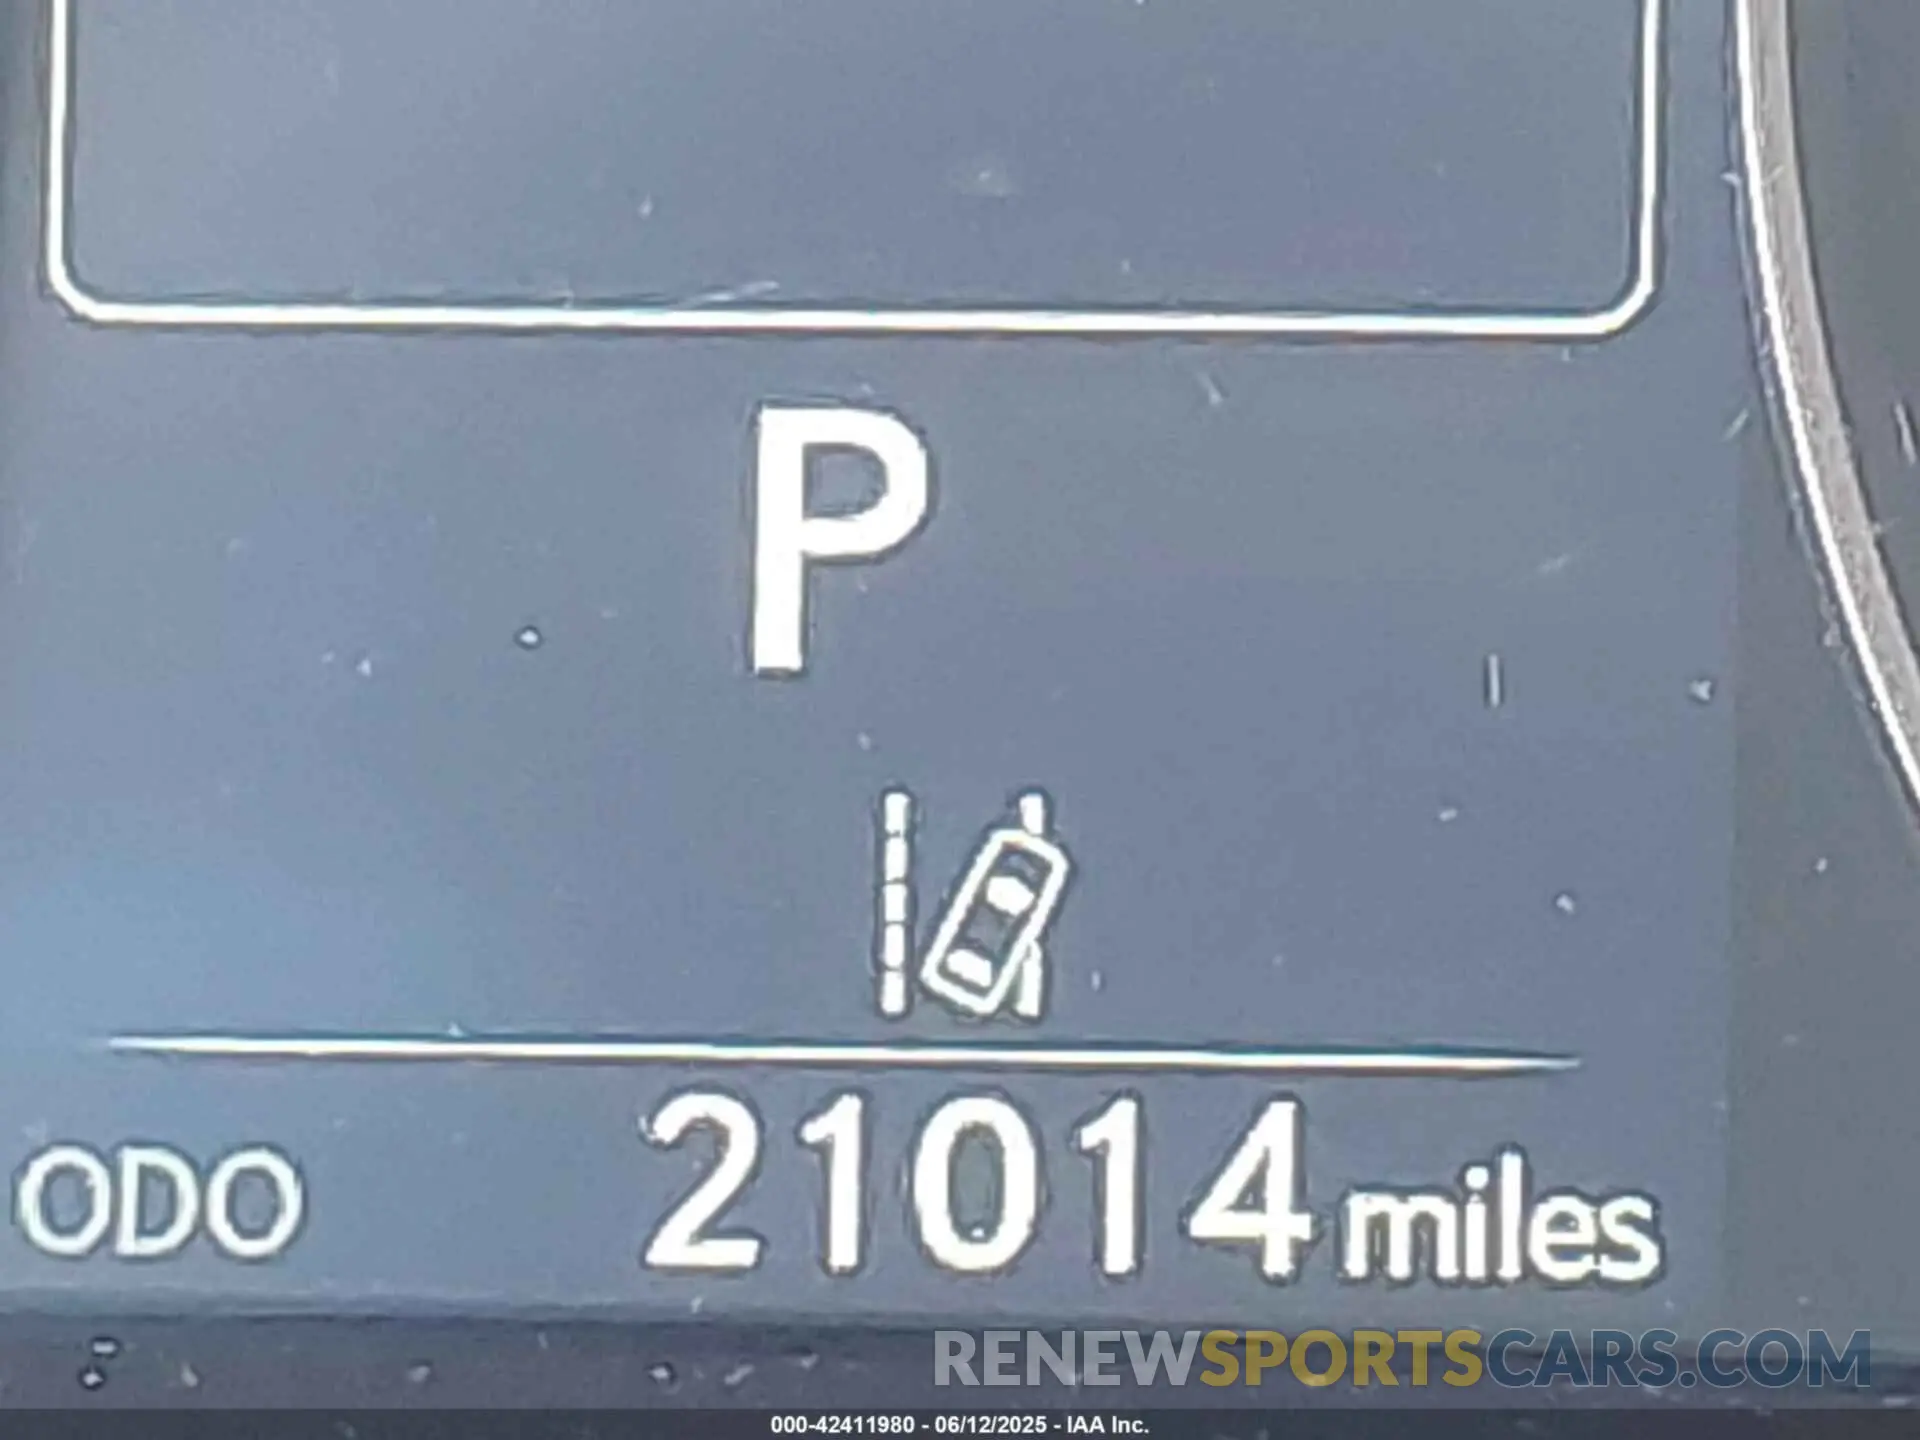 P
ODO 21014 miles
RENEWSPORTSCARS.COM
000-42411980 - 06/12/2025 - IAA Inc.